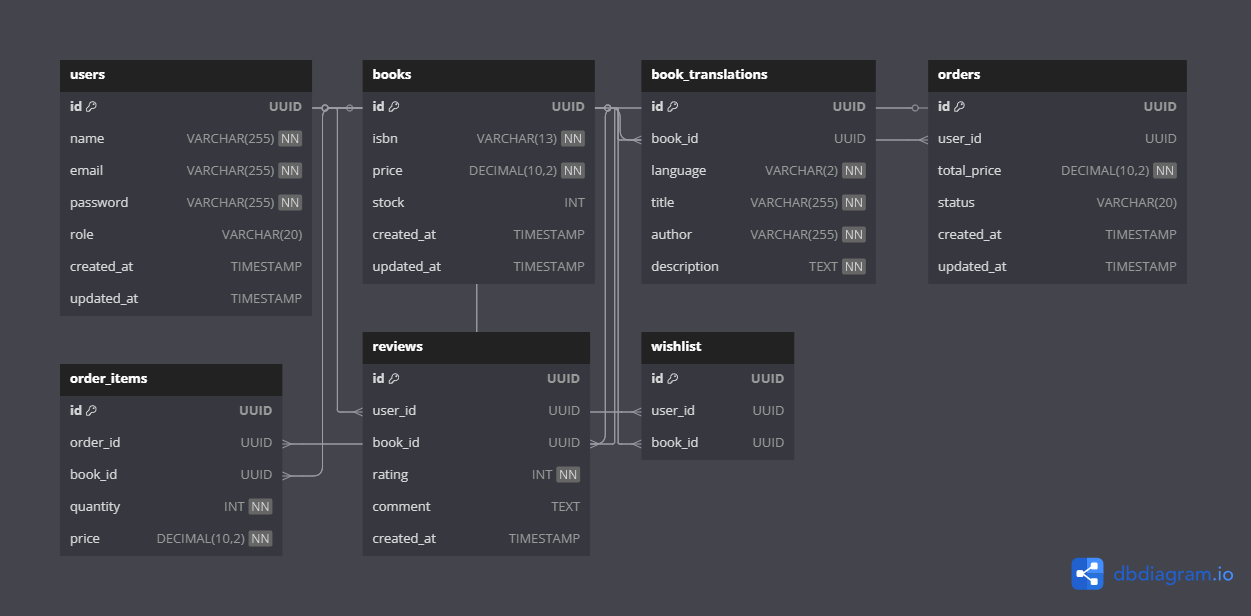 users
id UUID
name VARCHAR(255) NN
email VARCHAR(255) NN
password VARCHAR(255) NN
role VARCHAR(20)
created_at TIMESTAMP
updated_at TIMESTAMP
books
id UUID
isbn VARCHAR(13) NN
price DECIMAL(10,2) NN
stock INT
created_at TIMESTAMP
updated_at TIMESTAMP
book_translations
id UUID
book_id UUID
language VARCHAR(2) NN
title VARCHAR(255) NN
author VARCHAR(255) NN
description TEXT NN
orders
id UUID
user_id UUID
total_price DECIMAL(10,2) NN
status VARCHAR(20)
created_at TIMESTAMP
updated_at TIMESTAMP
order_items
id UUID
order_id UUID
book_id UUID
quantity INT NN
price DECIMAL(10,2) NN
reviews
id UUID
user_id UUID
book_id UUID
rating INT NN
comment TEXT
created_at TIMESTAMP
wishlist
id UUID
user_id UUID
book_id UUID
dbdiagram.io